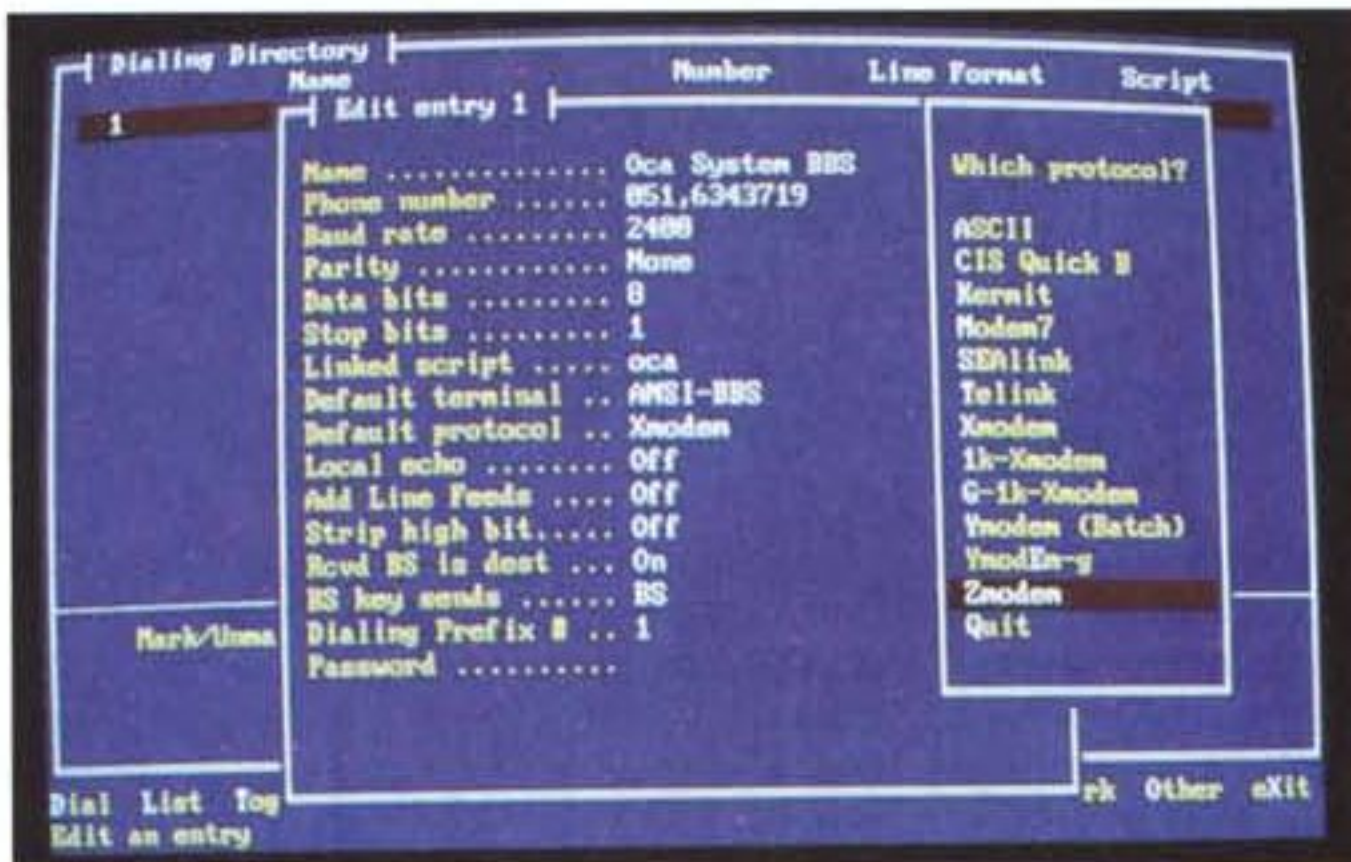 Dialing Directory
Name Number Line Format Script
1
Edit entry 1
Name .............. Oca System BBS
Phone number ...... 051,6343719
Baud rate ......... 2400
Parity ............ None
Data bits ......... 8
Stop bits ......... 1
Linked script ..... oca
Default terminal .. ANSI-BBS
Default protocol .. Xmodem
Local echo ........ Off
Add Line Feeds .... Off
Strip high bit..... Off
Rcvd BS is dest ... On
BS key sends ...... BS
Dialing Prefix # .. 1
Password ..........
Which protocol?
ASCII
CIS Quick B
Kermit
Modem7
SEAlink
Telink
Xmodem
1k-Xmodem
G-1k-Xmodem
Ymodem (Batch)
YmodEm-g
Zmodem
Quit
Mark/Unma
Dial List Tog rk Other eXit
Edit an entry